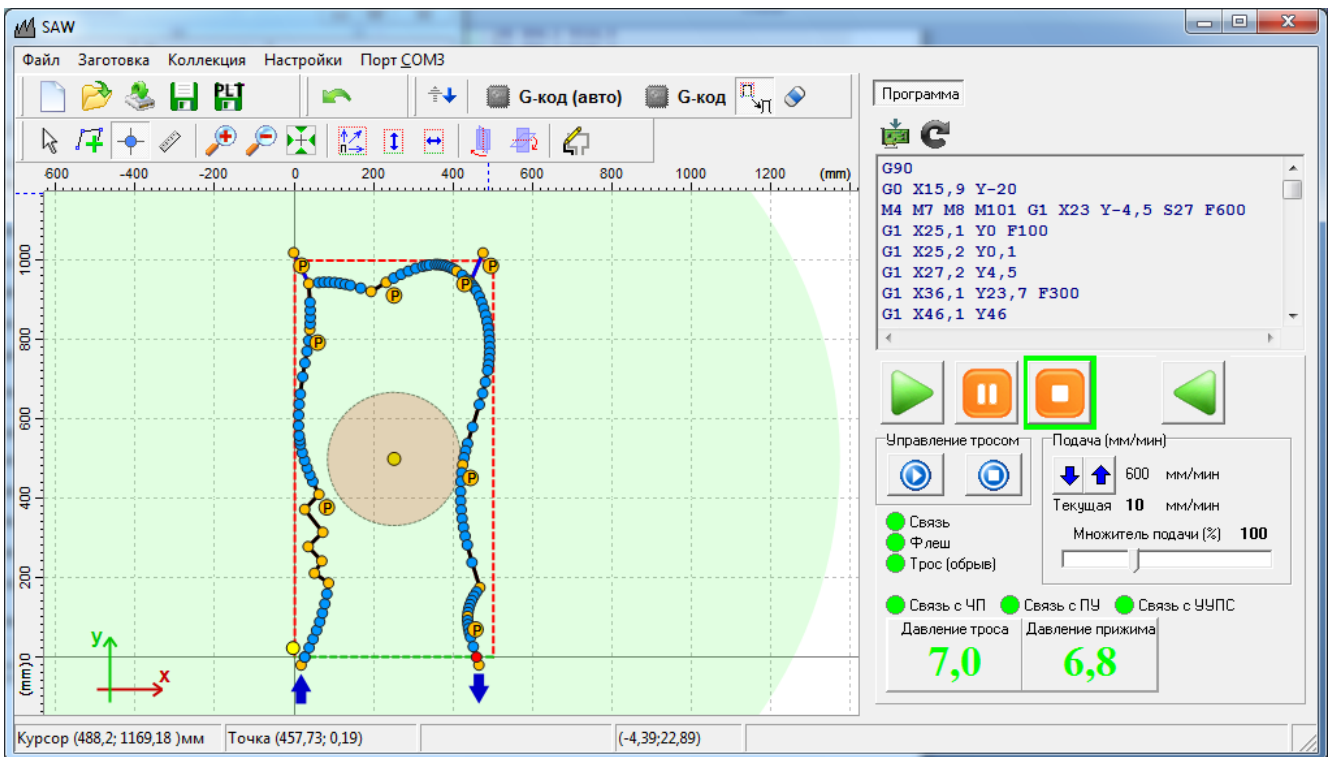 SAW
Файл Заготовка Коллекция Настройки Порт COM3
PLT G-код (авто) G-код
Программа
-600 -400 -200 0 200 400 600 800 1000 1200 (mm)
G90
G0 X15,9 Y-20
M4 M7 M8 M101 G1 X23 Y-4,5 S27 F600
G1 X25,1 Y0 F100
G1 X25,2 Y0,1
G1 X27,2 Y4,5
G1 X36,1 Y23,7 F300
G1 X46,1 Y46
1000
800
600
400
200
0
(mm)
P P
P P
P
P
P
P
y
x
Управление тросом
Подача (мм/мин)
600 мм/мин
Текущая 10 мм/мин
Множитель подачи (%) 100
Связь
Флеш
Трос (обрыв)
Связь с ЧП Связь с ПУ Связь с УУПС
Давление троса Давление прижима
7,0 6,8
Курсор (488,2; 1169,18 )мм Точка (457,73; 0,19) (-4,39;22,89)